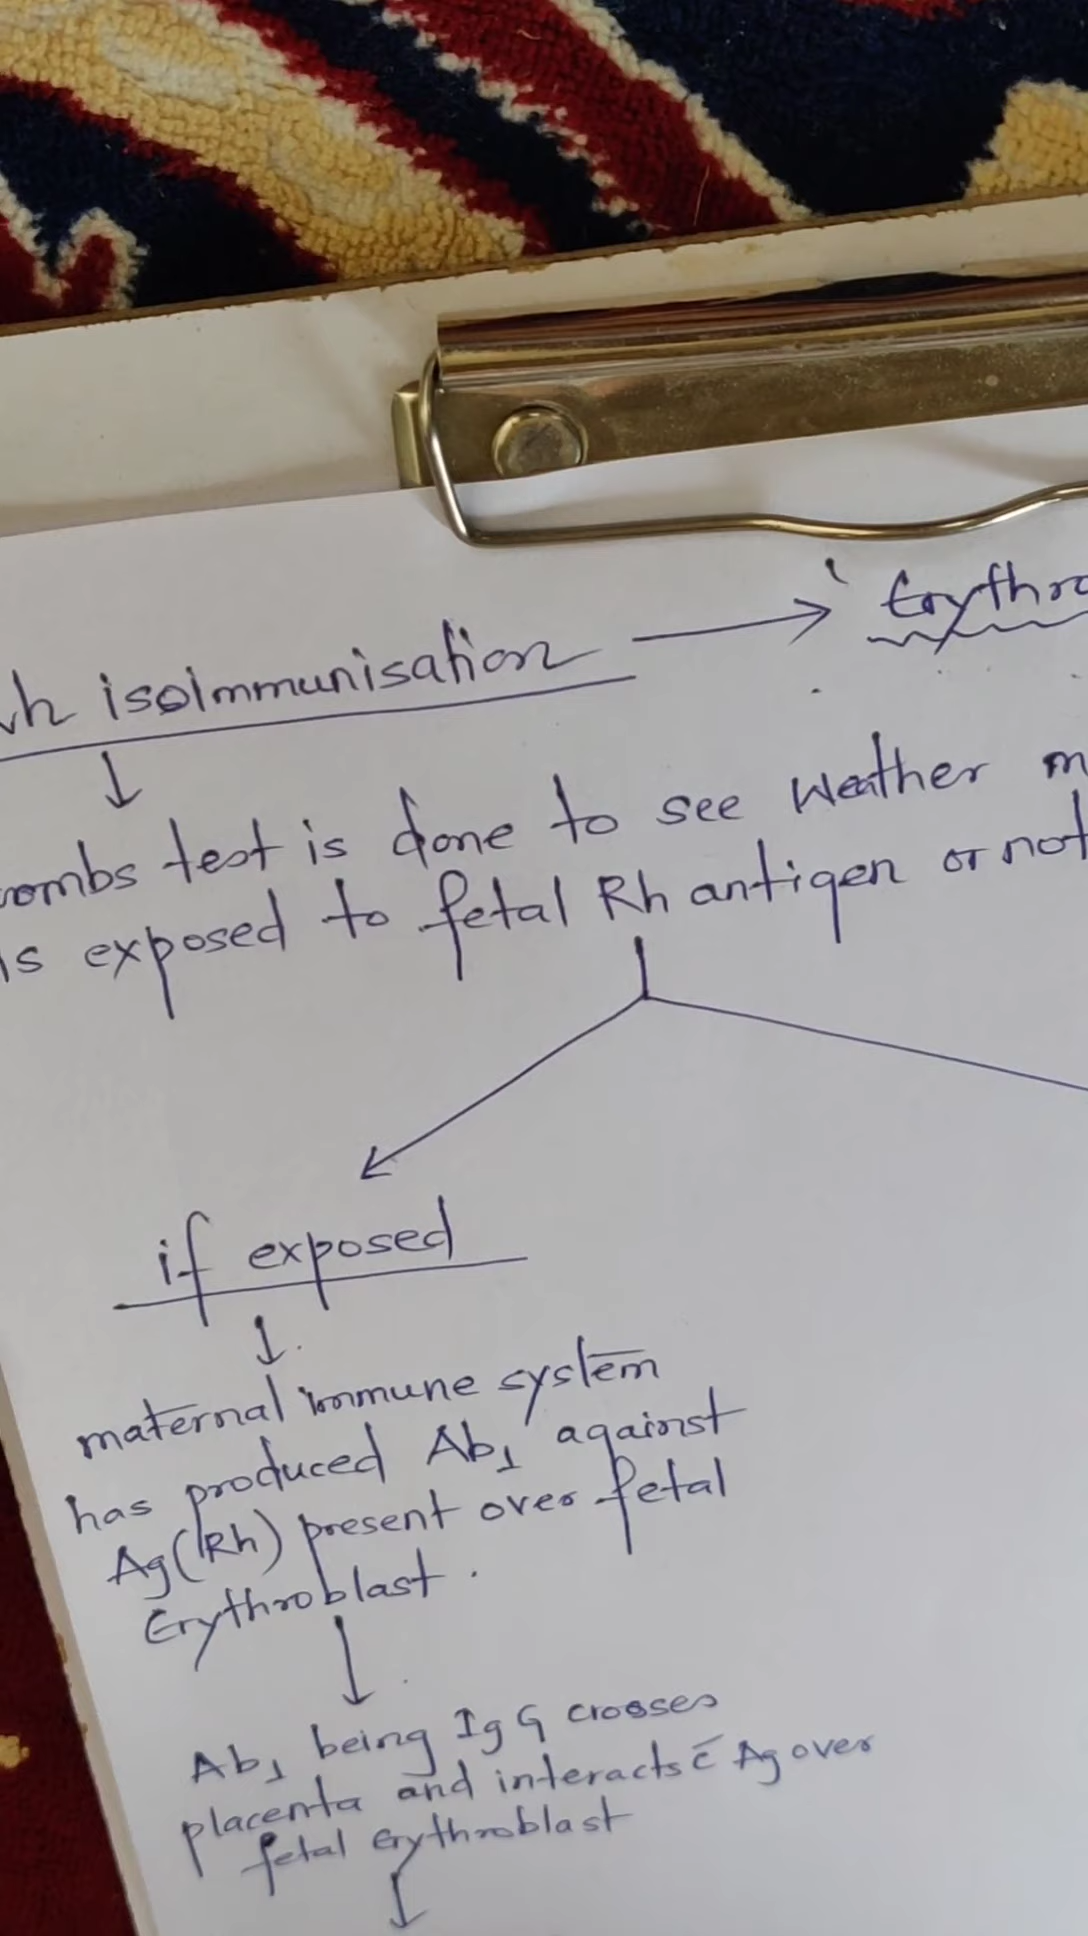 Rh isoimmunisation → Erythro
↓
ombs test is done to see weather m
is exposed to fetal Rh antigen or not
if exposed
↓
maternal immune system
has produced Ab₁ against
Ag (Rh) present over fetal
Erythroblast.
↓
Ab₁ being IgG crosses
placenta and interacts c̄ Ag over
fetal erythroblast
↓